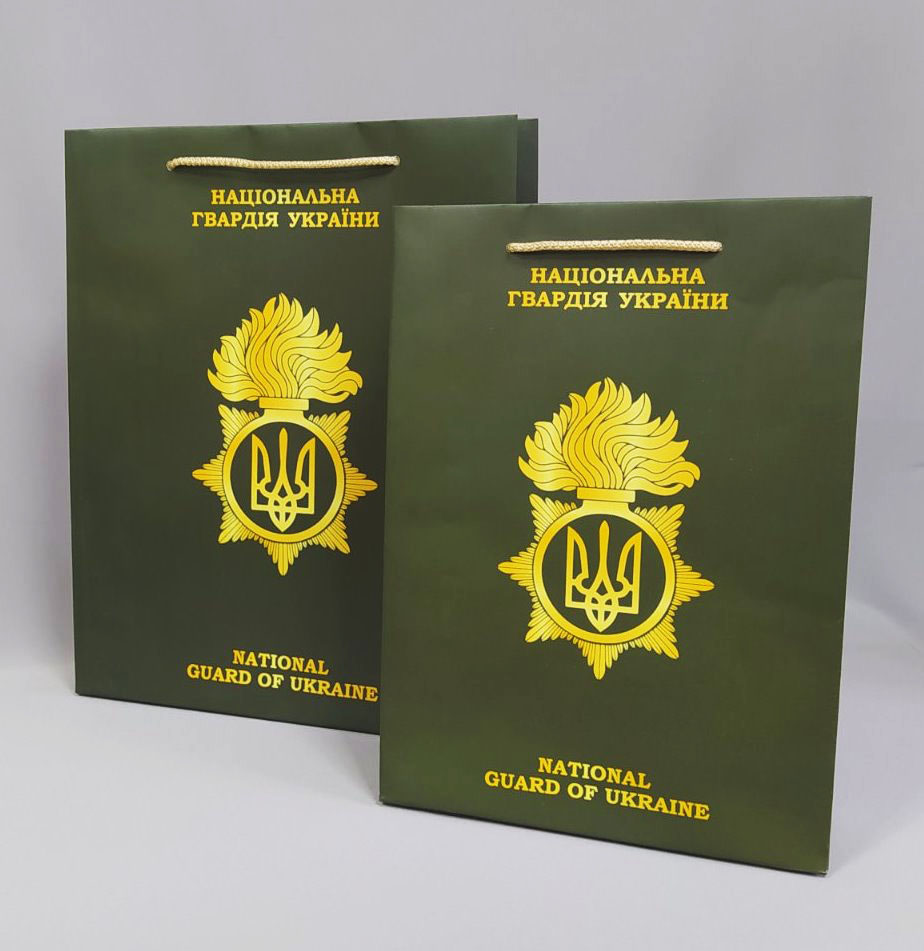 НАЦІОНАЛЬНА
ГВАРДІЯ УКРАЇНИ
NATIONAL
GUARD OF UKRAINE
НАЦІОНАЛЬНА
ГВАРДІЯ УКРАЇНИ
NATIONAL
GUARD OF UKRAINE